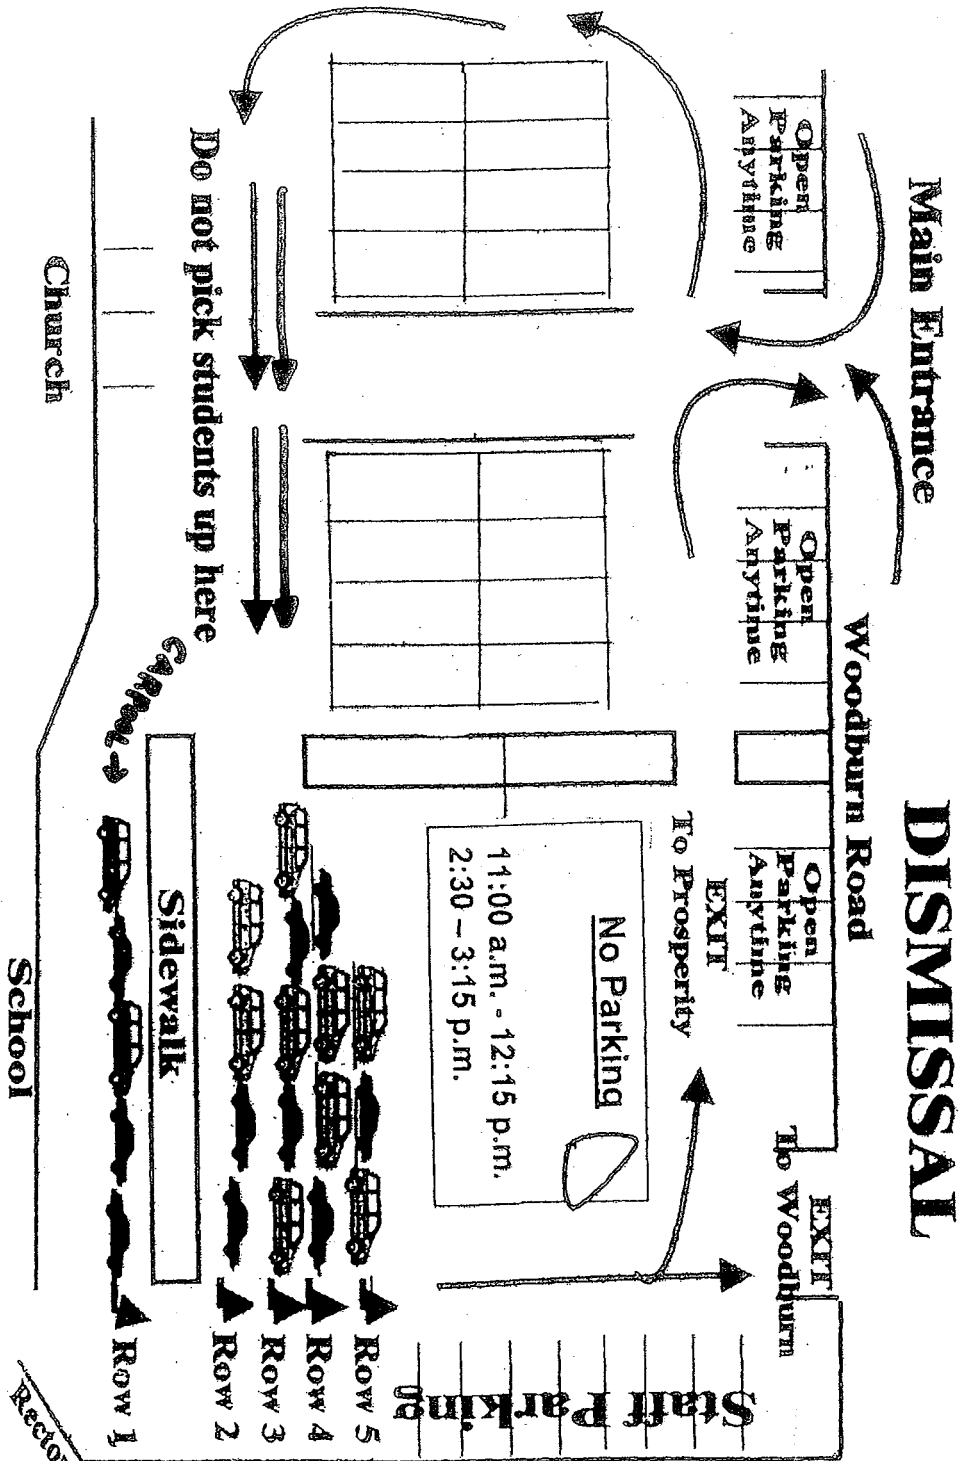 DISMISSAL
Main Entrance
Woodburn Road
Open
Parking
Anytime
Open
Parking
Anytime
Open
Parking
Anytime
EXIT
To Woodburn
EXIT
To Prosperity
No Parking
11:00 a.m. - 12:15 p.m.
2:30 – 3:15 p.m.
Staff Parking
Do not pick students up here
CARPOOL →
Sidewalk
Row 5
Row 4
Row 3
Row 2
Row 1
Church
School
Rector